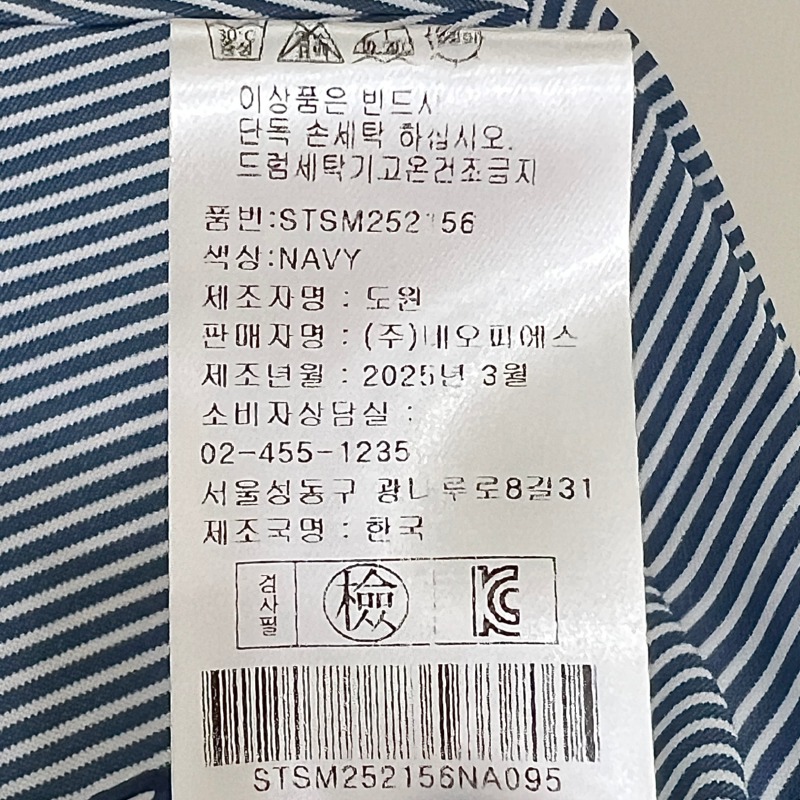 30°C
중성
이상품은 반드시
단독 손세탁 하십시오.
드럼세탁기고온건조금지
품번:STSM252156
색상:NAVY
제조자명 : 도원
판매자명 : (주)네오피에스
제조년월 : 2025년 3월
소비자상담실 :
02-455-1235
서울성동구 광나루로8길31
제조국명 : 한국
검사필 檢 KC
STSM252156NA095